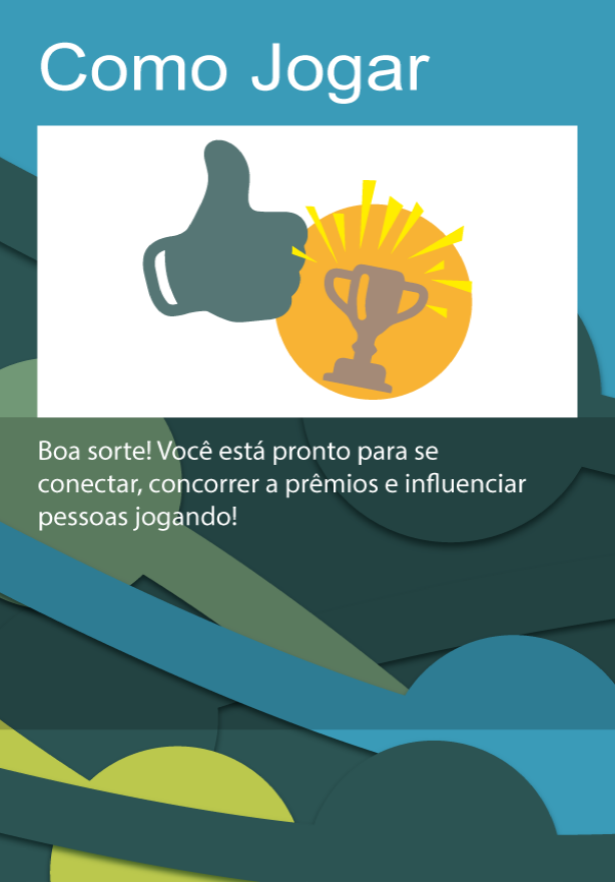 Como Jogar
Boa sorte! Você está pronto para se
conectar, concorrer a prêmios e influenciar
pessoas jogando!